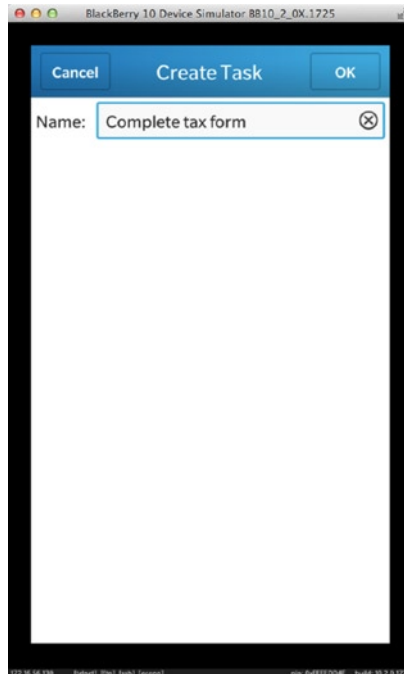 BlackBerry 10 Device Simulator BB10_2_0X.1725
Cancel Create Task OK
Name: Complete tax form